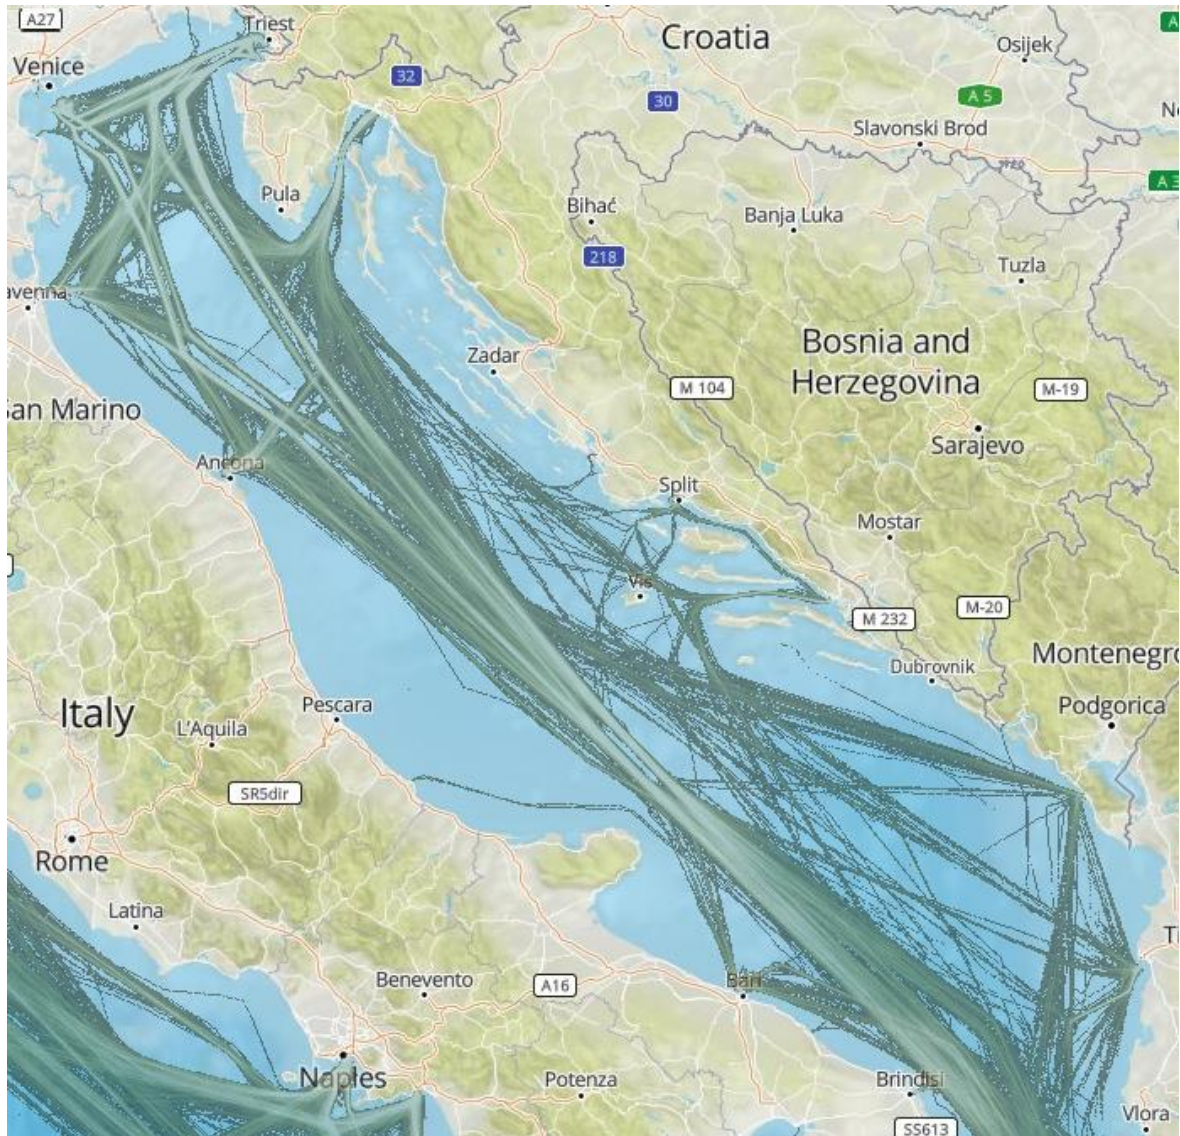 A27
Triest
Croatia
Osijek
Venice
32
30
A 5
Slavonski Brod
Pula
Bihać
Banja Luka
A 3
218
Tuzla
avenna
Zadar
Bosnia and
Herzegovina
M 104
M-19
San Marino
Sarajevo
Ancona
Split
Mostar
Vis
M 232
M-20
Dubrovnik
Montenegro
Podgorica
Italy
Pescara
L'Aquila
SR5dir
Rome
Latina
Benevento
A16
Bari
Naples
Potenza
Brindisi
Vlora
SS613